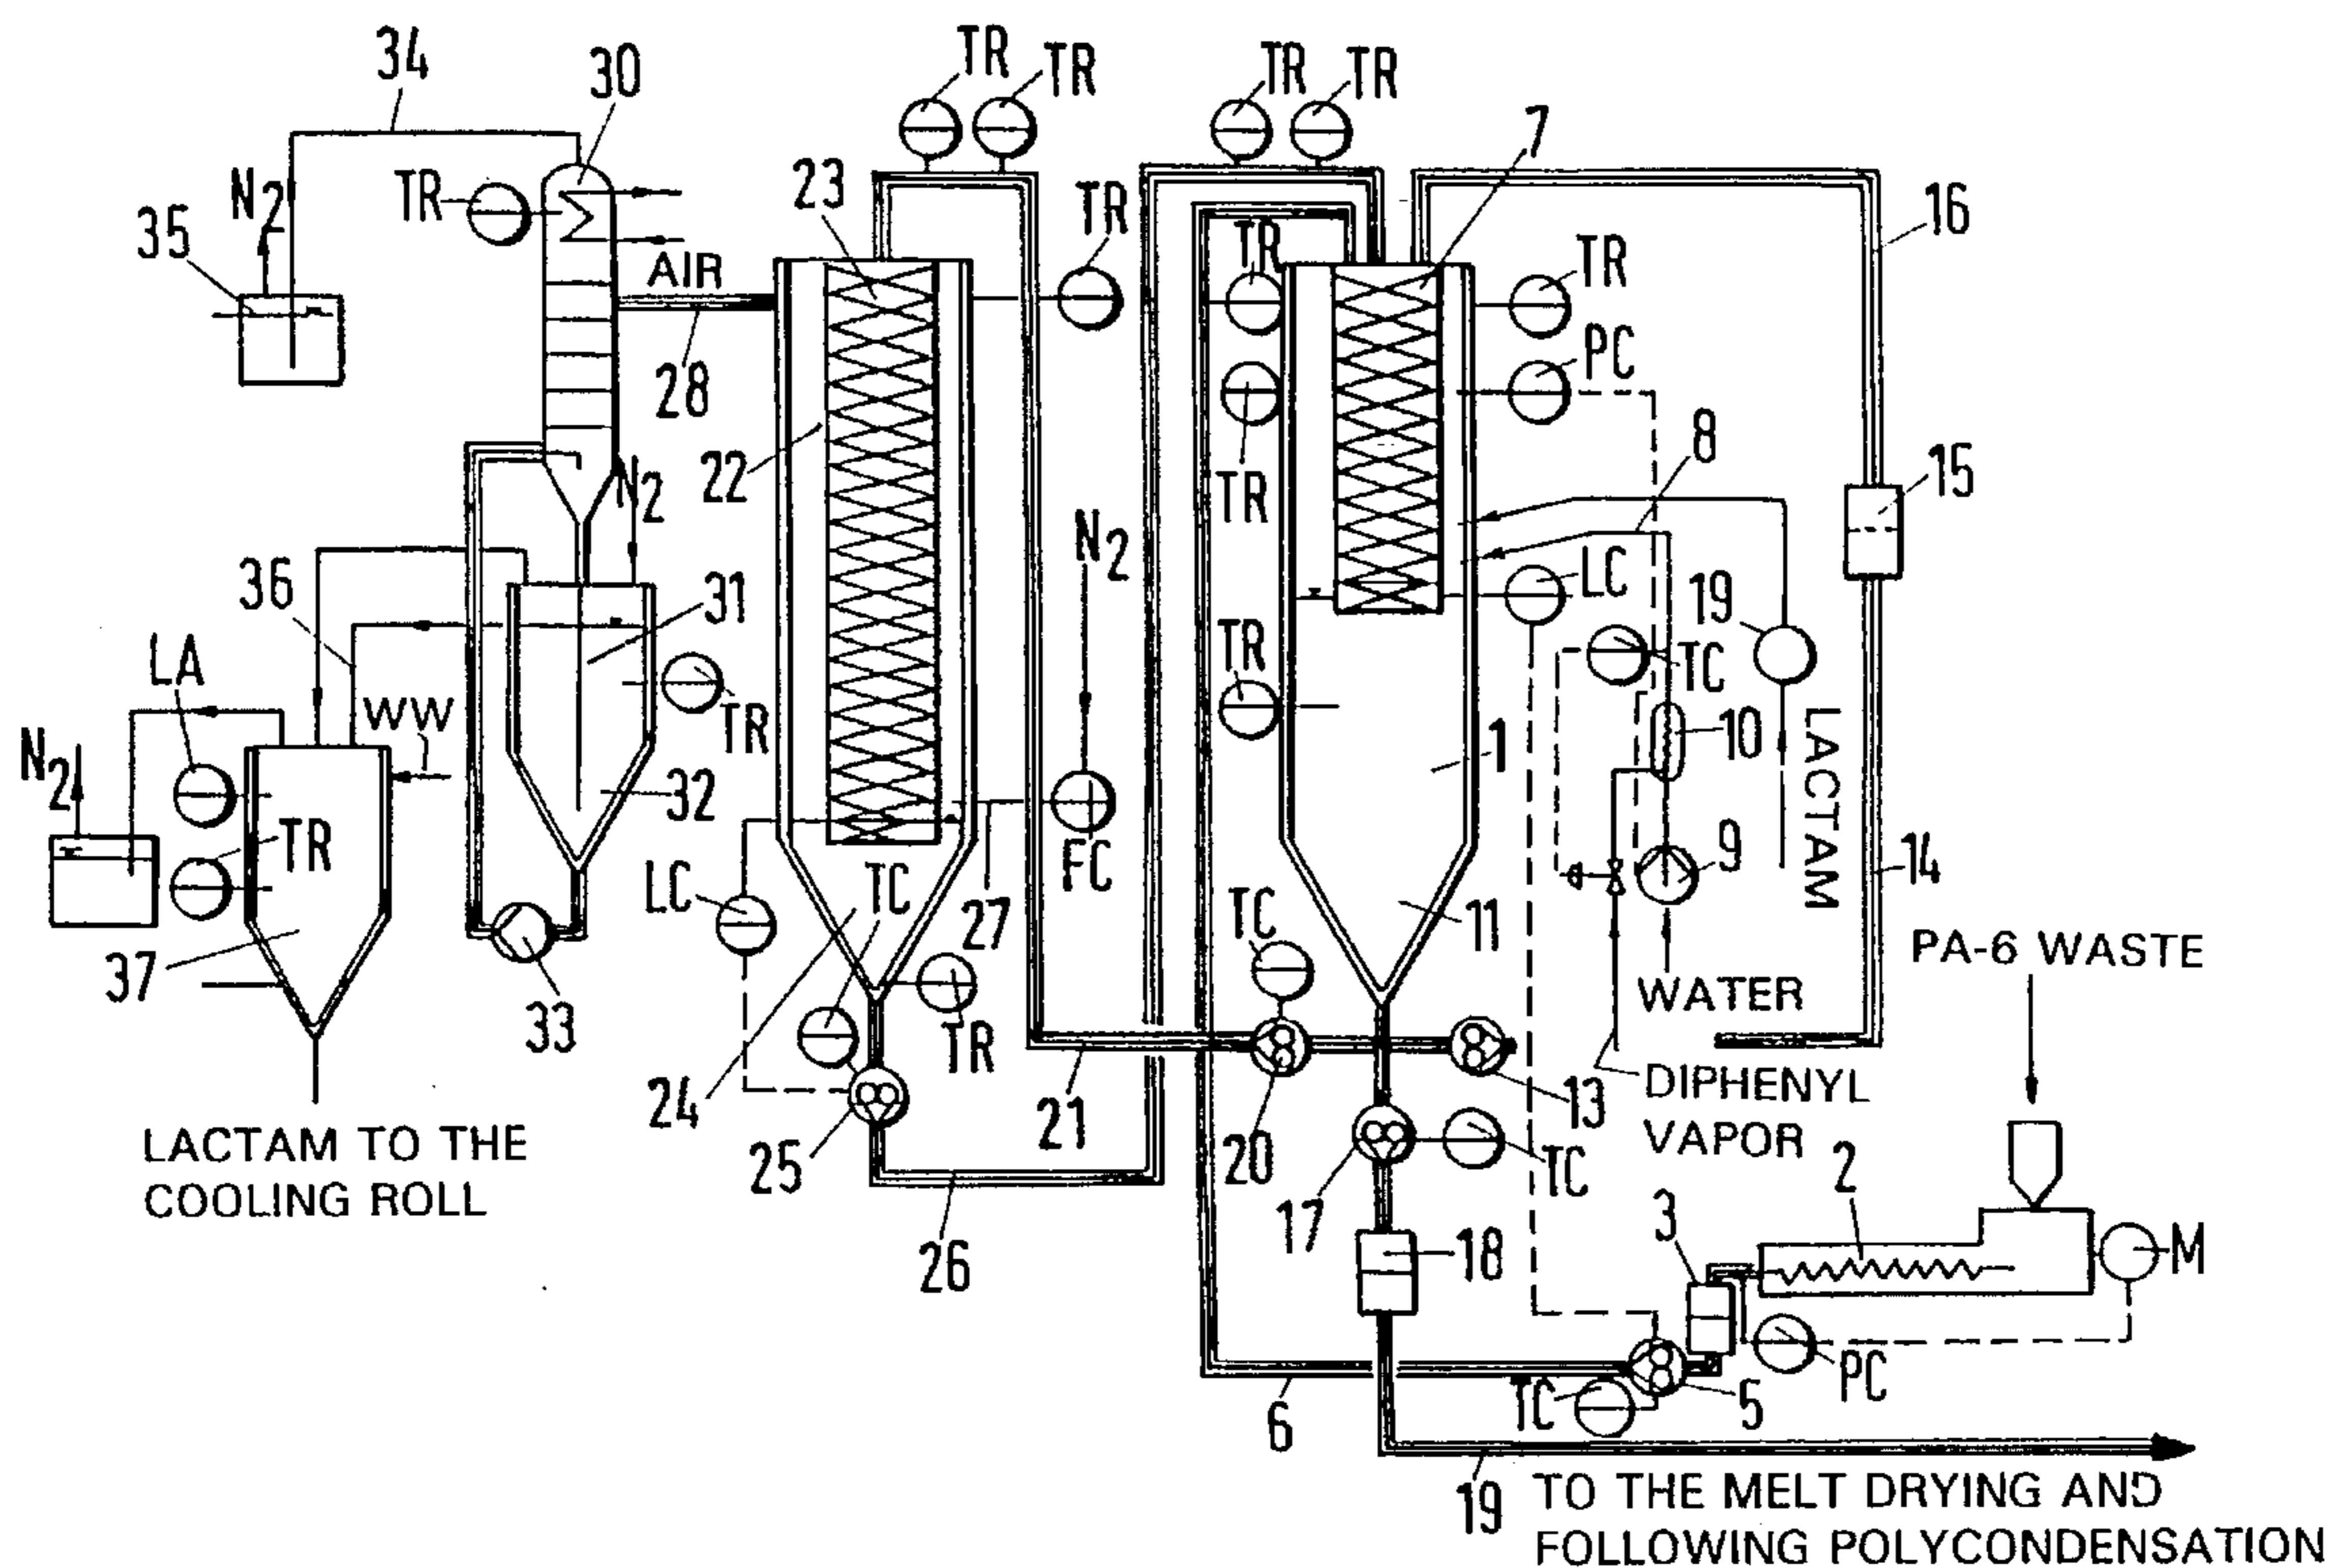 34
30
TR
TR
TR
TR
7
N2
35
TR
23
TR
TR
TR
16
AIR
28
PC
22
TR
8
15
N2
N2
36
31
LC
19
TR
TC
LA
WW
TR
1
10
LACTAM
N2
32
TR
FC
9
14
LC
TC
27
TC
11
37
PA-6 WASTE
33
TR
WATER
24
21
20
13
DIPHENYL
VAPOR
LACTAM TO THE
COOLING ROLL
25
26
17
TC
18
3
2
M
TC
5
PC
6
19
TO THE MELT DRYING AND
FOLLOWING POLYCONDENSATION